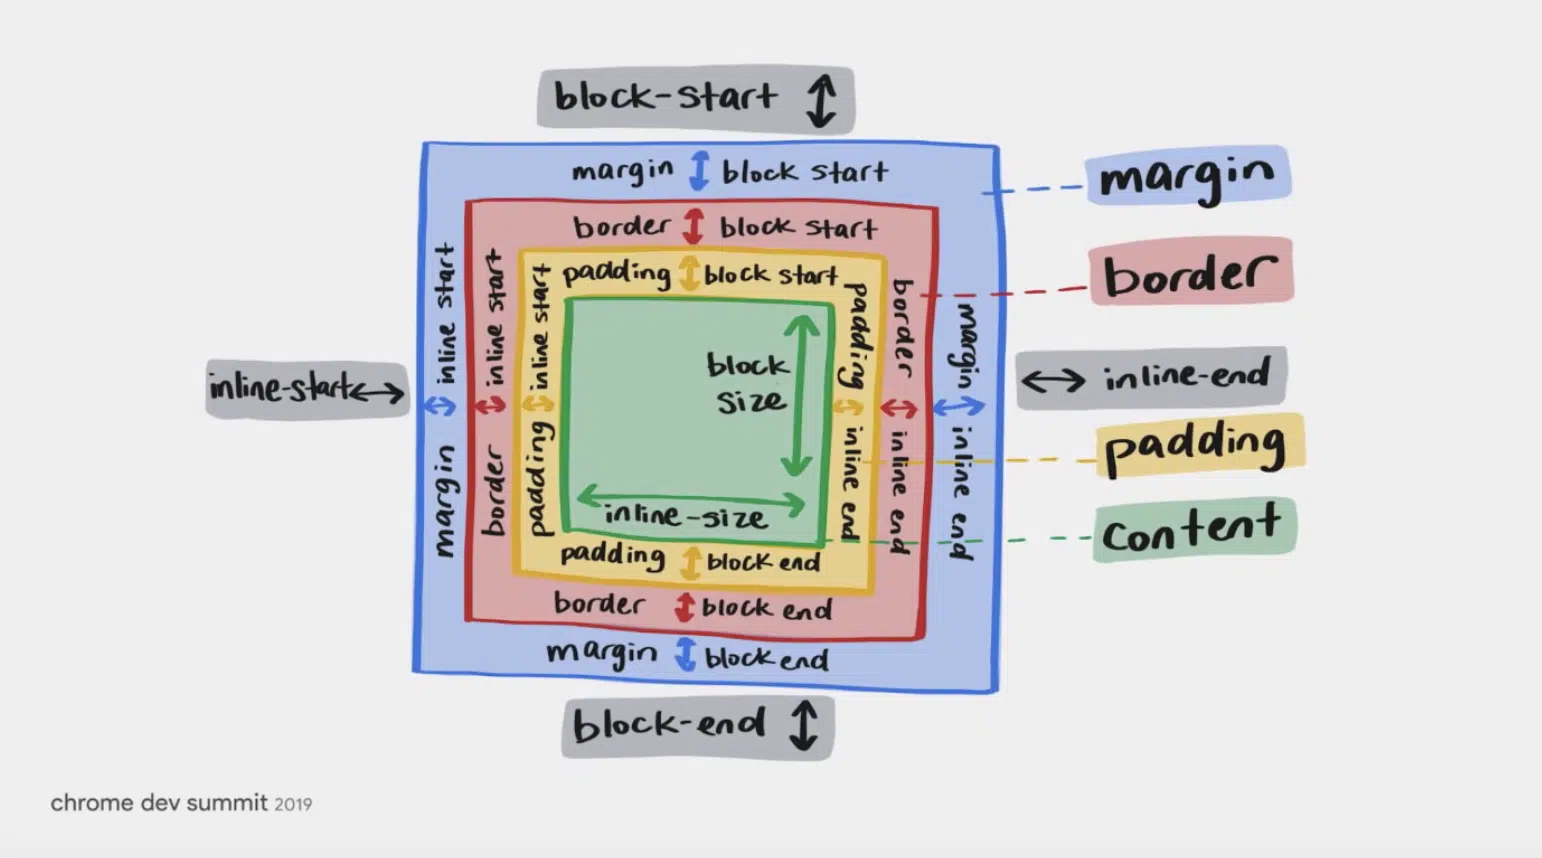 block-start
margin block start
margin
border block start
border
padding block start
inline start
inline start
inline start
padding
border
margin
block
size
inline-start
inline-end
margin
border
padding
inline end
inline end
inline end
padding
inline-size
content
padding block end
border block end
margin block end
block-end
chrome dev summit 2019